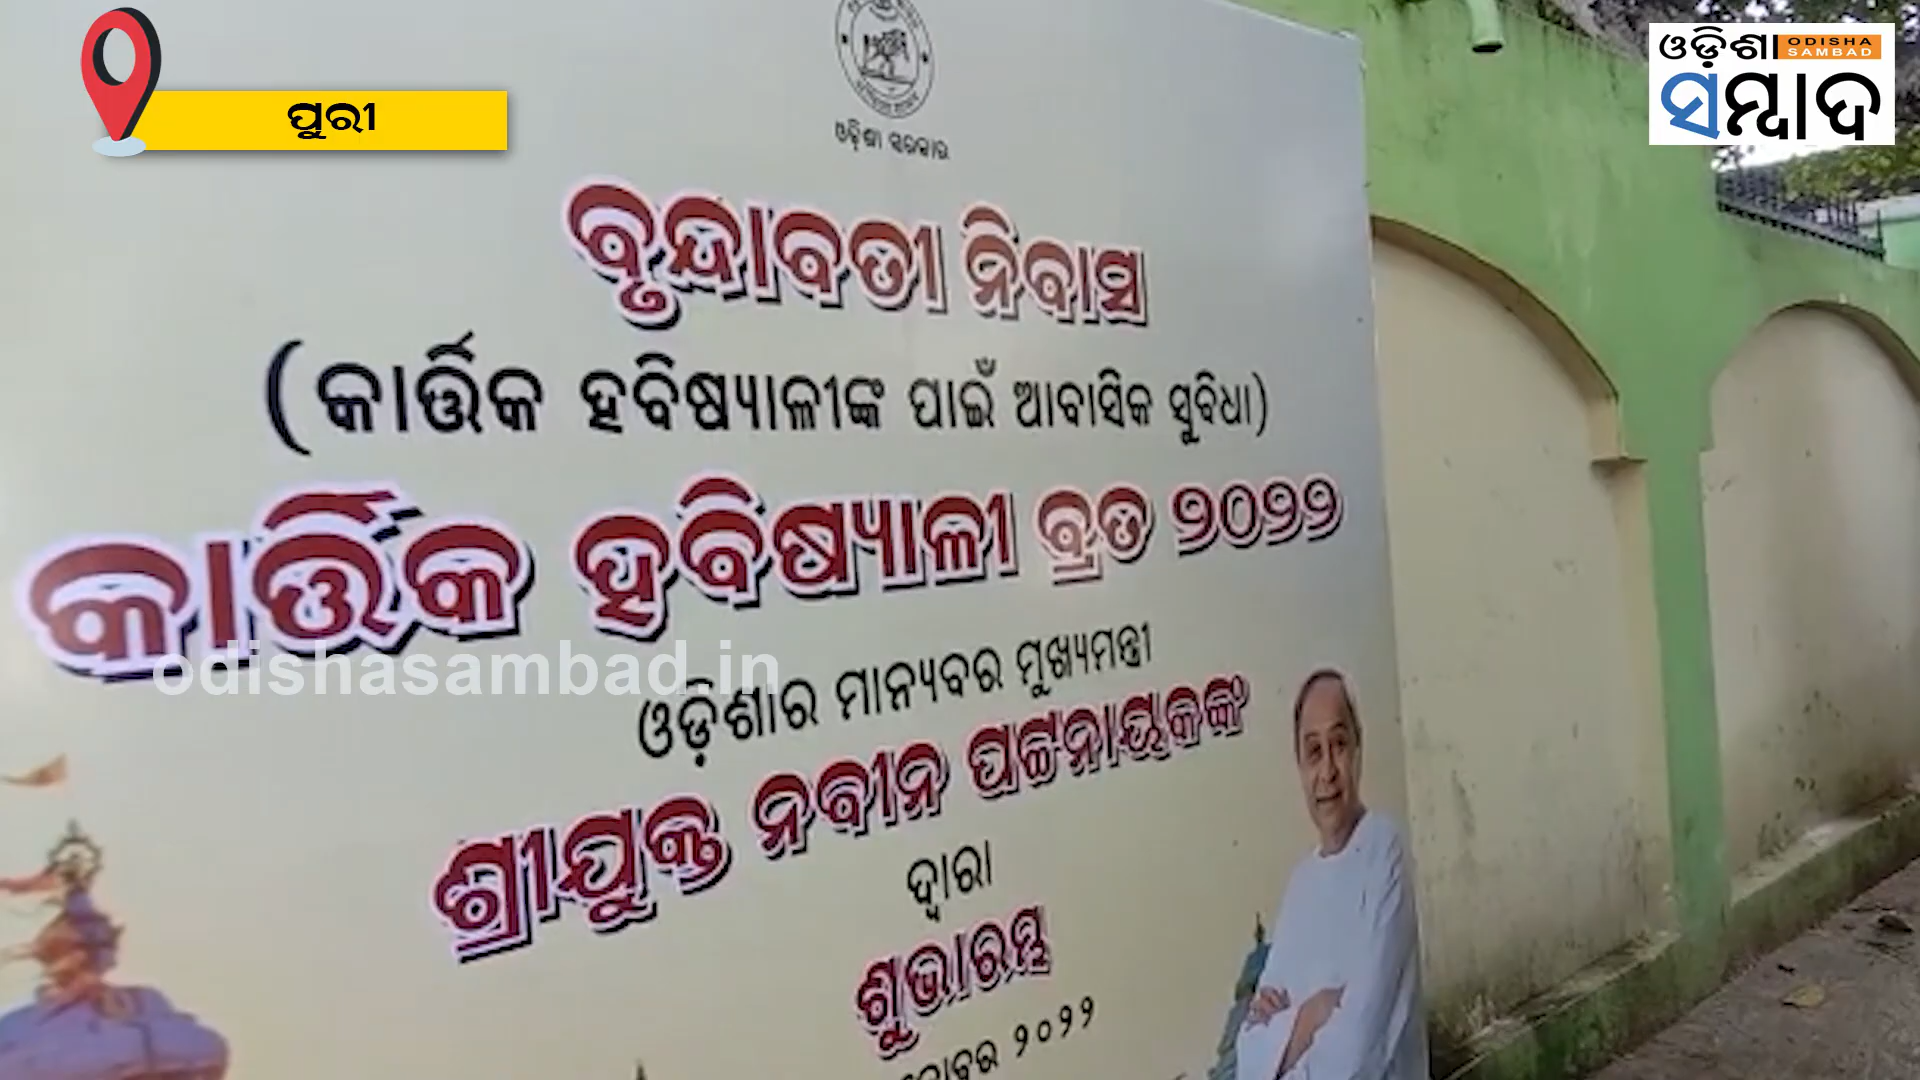 ପୁରୀ
ଓଡ଼ିଶା ODISHA SAMBAD
ସମ୍ବାଦ
ଓଡ଼ିଶା ସରକାର
ବୃନ୍ଦାବତୀ ନିବାସ
(କାର୍ତ୍ତିକ ହବିଷ୍ୟାଳୀଙ୍କ ପାଇଁ ଆବାସିକ ସୁବିଧା)
କାର୍ତ୍ତିକ ହବିଷ୍ୟାଳୀ ବ୍ରତ ୨୦୨୨
odishasambad.in
ଓଡ଼ିଶାର ମାନ୍ୟବର ମୁଖ୍ୟମନ୍ତ୍ରୀ
ଶ୍ରୀଯୁକ୍ତ ନବୀନ ପଟ୍ଟନାୟକଙ୍କ
ଦ୍ୱାରା
ଶୁଭାରମ୍ଭ
୨୦୨୨